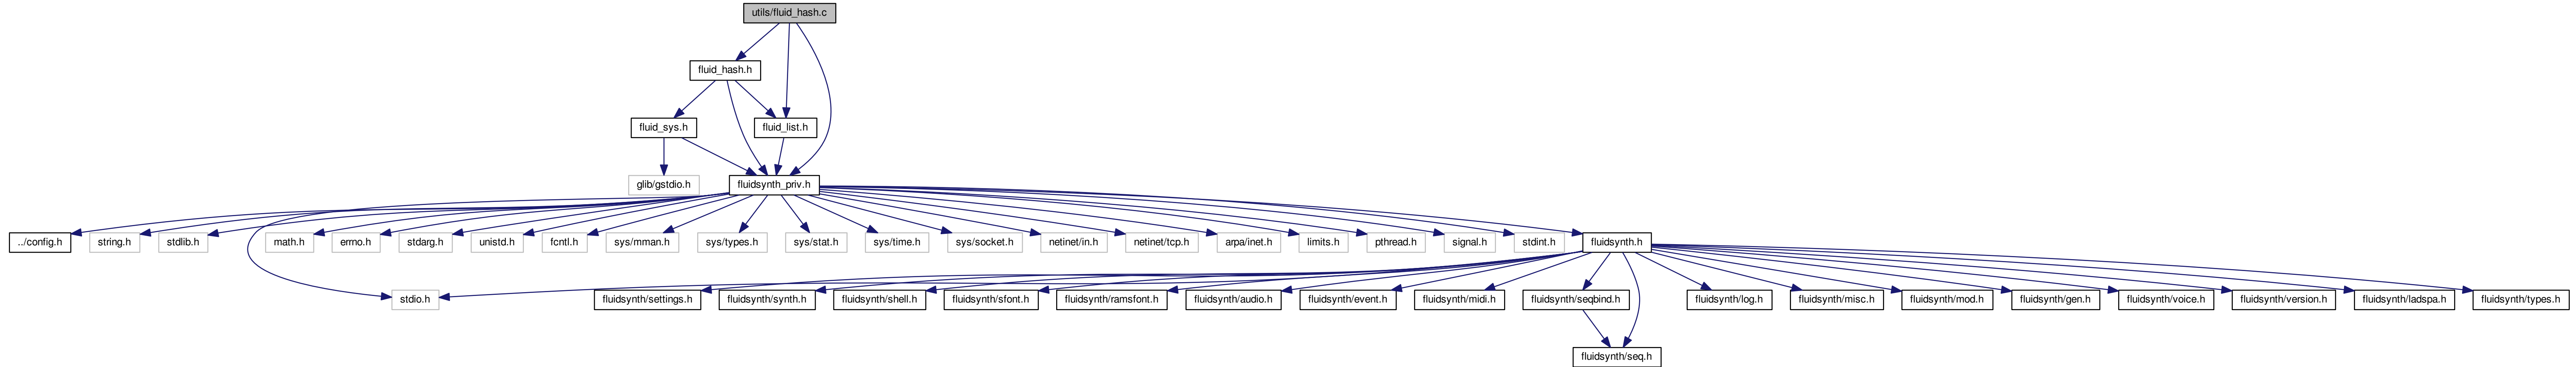 utils/fluid_hash.c
fluid_hash.h
fluid_sys.h
fluid_list.h
glib/gstdio.h
fluidsynth_priv.h
../config.h
string.h
stdlib.h
math.h
errno.h
stdarg.h
unistd.h
fcntl.h
sys/mman.h
sys/types.h
sys/stat.h
sys/time.h
sys/socket.h
netinet/in.h
netinet/tcp.h
arpa/inet.h
limits.h
pthread.h
signal.h
stdint.h
fluidsynth.h
stdio.h
fluidsynth/settings.h
fluidsynth/synth.h
fluidsynth/shell.h
fluidsynth/sfont.h
fluidsynth/ramsfont.h
fluidsynth/audio.h
fluidsynth/event.h
fluidsynth/midi.h
fluidsynth/seqbind.h
fluidsynth/log.h
fluidsynth/misc.h
fluidsynth/mod.h
fluidsynth/gen.h
fluidsynth/voice.h
fluidsynth/version.h
fluidsynth/ladspa.h
fluidsynth/types.h
fluidsynth/seq.h